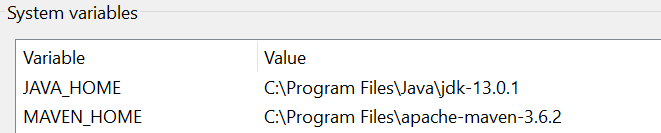 System variables
Variable Value
JAVA_HOME C:\Program Files\Java\jdk-13.0.1
MAVEN_HOME C:\Program Files\apache-maven-3.6.2